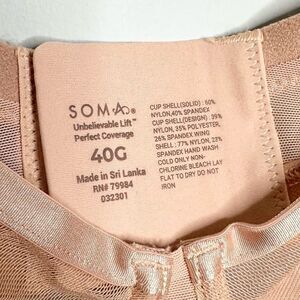 SOMA
Unbelievable Lift™
Perfect Coverage
40G
Made in Sri Lanka
RN# 79984
032301
CUP SHELL(SOLID) : 60%
NYLON,40% SPANDEX
CUP SHELL(DESIGN) : 39%
NYLON, 35% POLYESTER,
26% SPANDEX WING
SHELL : 77% NYLON, 23%
SPANDEX HAND WASH
COLD ONLY NON-
CHLORINE BLEACH LAY
FLAT TO DRY DO NOT
IRON